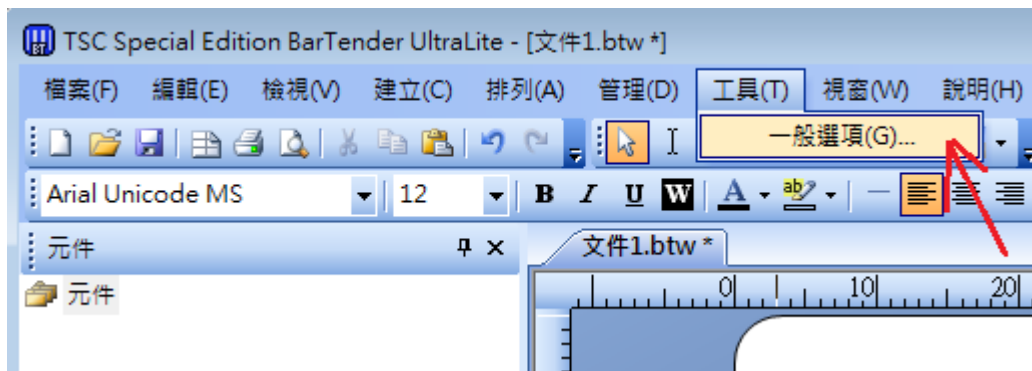 TSC Special Edition BarTender UltraLite - [文件1.btw *]
檔案(F) 編輯(E) 檢視(V) 建立(C) 排列(A) 管理(D) 工具(T) 視窗(W) 說明(H)
一般選項(G)...
Arial Unicode MS 12 B I U W A ab
元件 文件1.btw *
元件
0 10 20